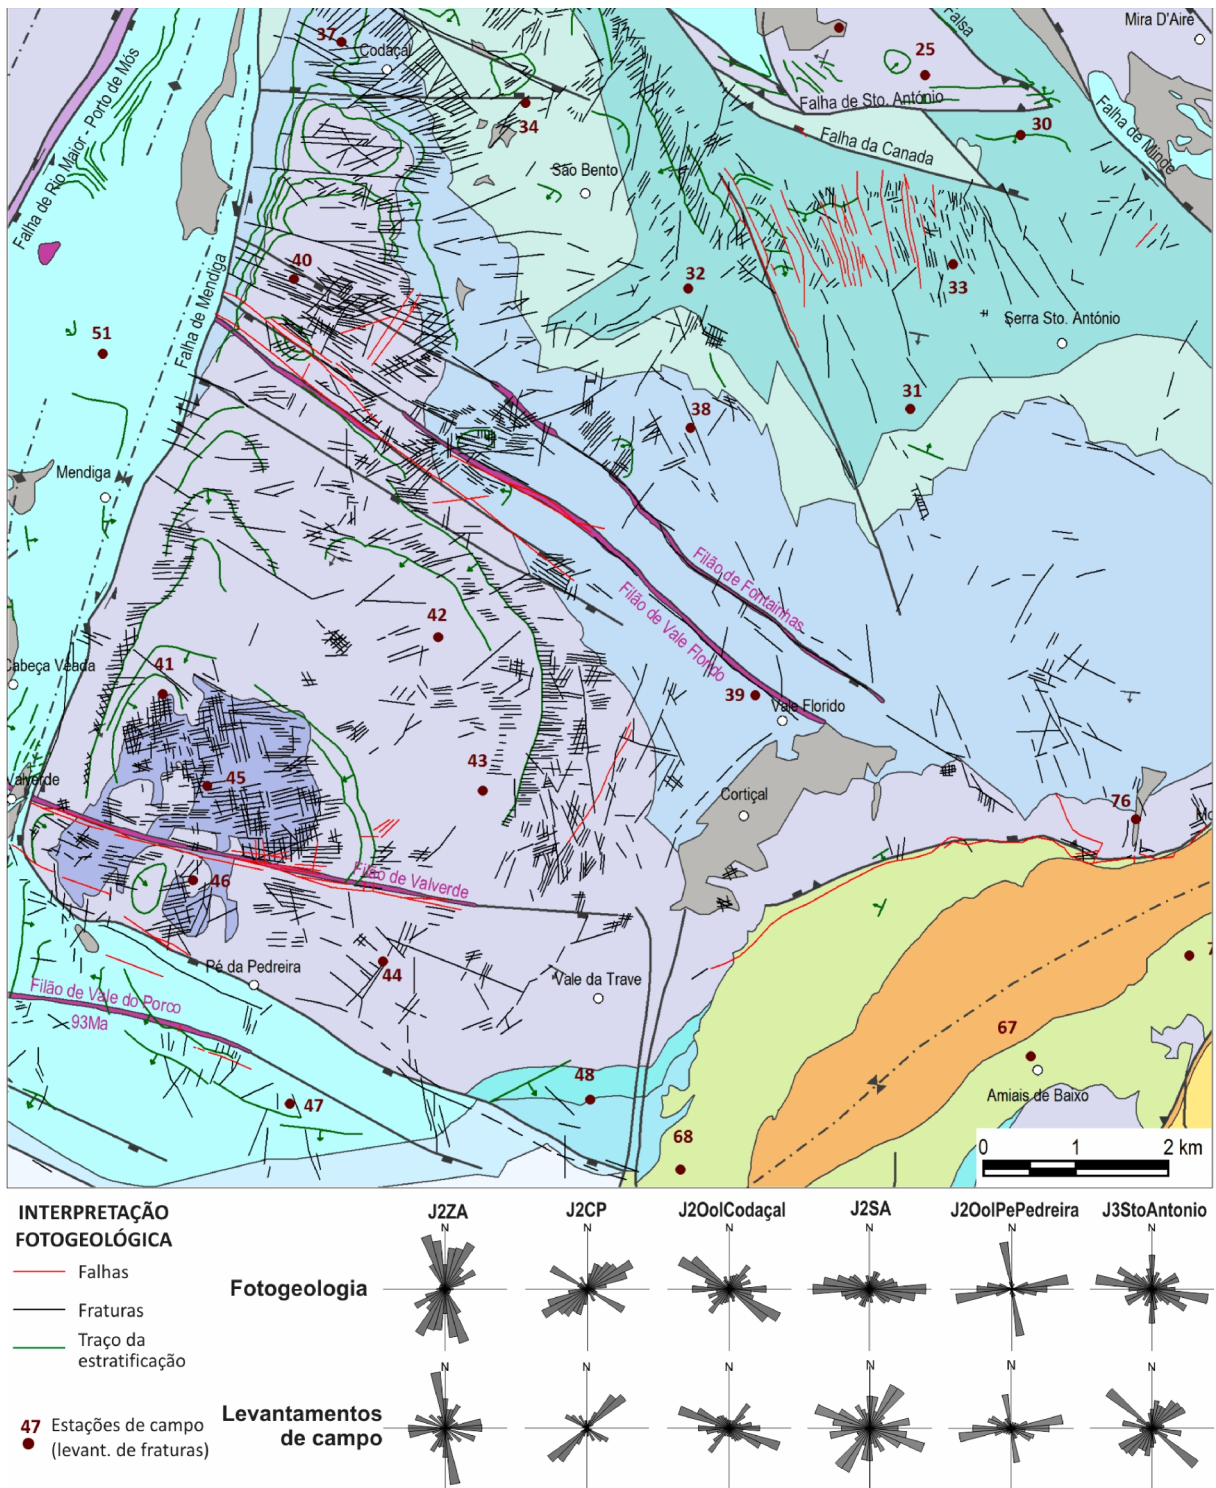 Mira D'Aire
37
Codaçal
25
Falsa
Falha de Sto. António
34
30
Falha da Canada
Falha de Minde
Falha de Rio Maior - Porto de Mós
São Bento
40
32
33
Falha de Mendiga
51
Serra Sto. António
31
38
Mendiga
Filão de Fontainhas
Filão de Vale Florido
42
Cabeça Veada
41
39
Vale Florido
43
45
Valverde
Cortiçal
76
Filão de Valverde
46
44
Pé da Pedreira
Vale da Trave
Filão de Vale do Porco
93Ma
67
48
Amiais de Baixo
47
68
0 1 2 km
INTERPRETAÇÃO
FOTOGEOLÓGICA
Falhas
Fraturas
Traço da
estratificação
47 Estações de campo
(levant. de fraturas)
J2ZA J2CP J2OolCodaçal J2SA J2OolPePedreira J3StoAntonio
N N N N N N
Fotogeologia
N N N N N N
Levantamentos
de campo